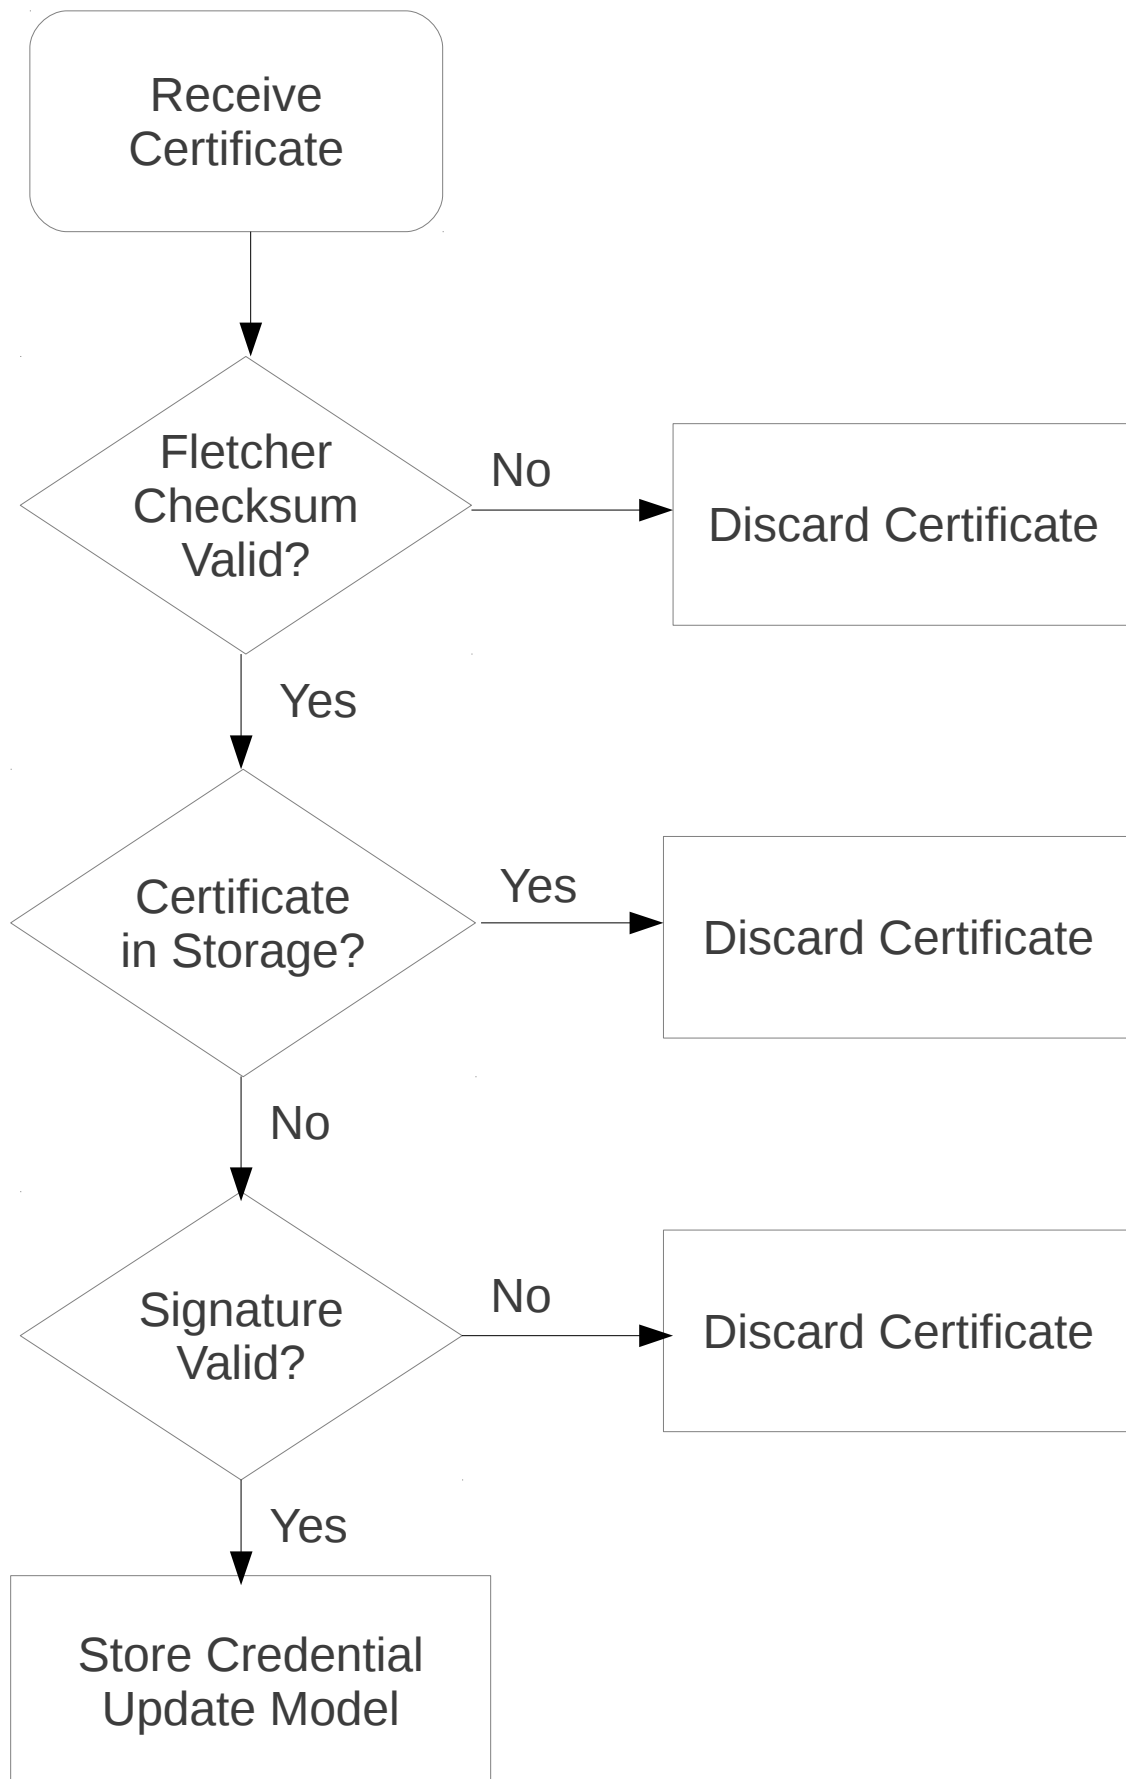 Receive
Certificate
Fletcher
Checksum
Valid?
No
Discard Certificate
Yes
Certificate
in Storage?
Yes
Discard Certificate
No
Signature
Valid?
No
Discard Certificate
Yes
Store Credential
Update Model